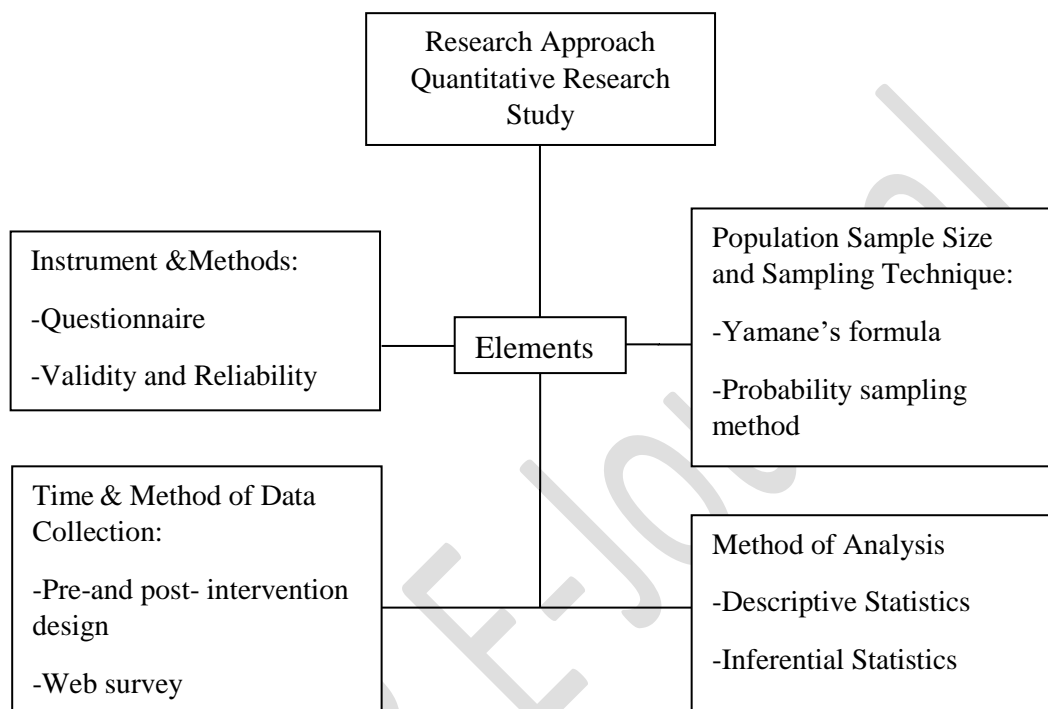 Research Approach
Quantitative Research
Study
Instrument &Methods:
-Questionnaire
-Validity and Reliability
Elements
Population Sample Size
and Sampling Technique:
-Yamane’s formula
-Probability sampling
method
Time & Method of Data
Collection:
-Pre-and post- intervention
design
-Web survey
Method of Analysis
-Descriptive Statistics
-Inferential Statistics
E-Journal